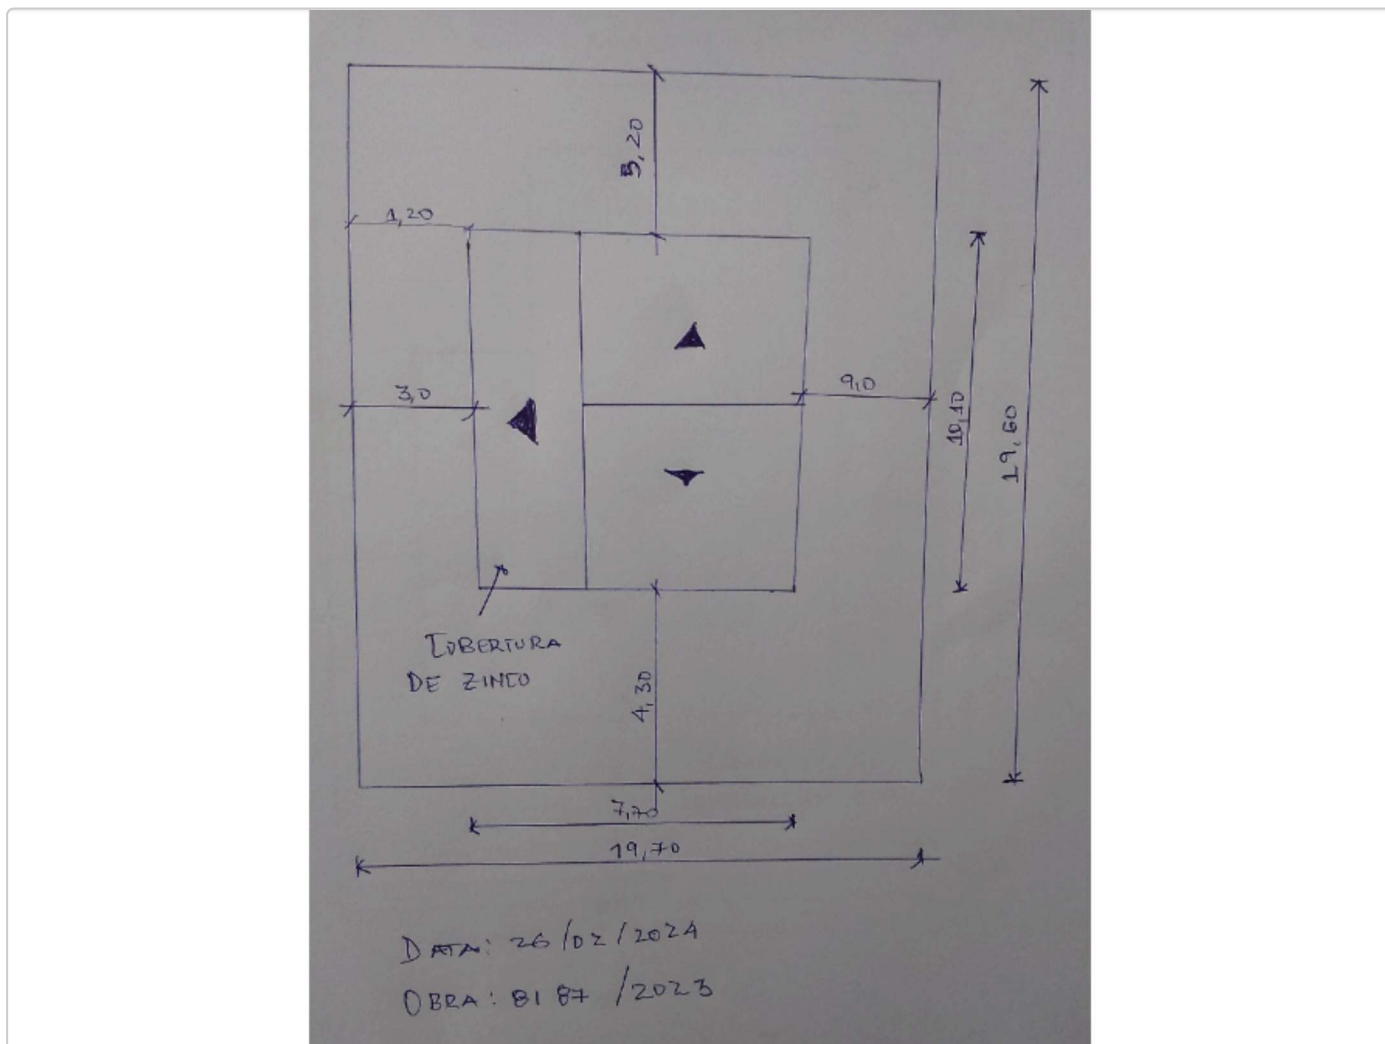 5,20
1,20
3,0
9,0
10,10
19,60
COBERTURA
DE ZINCO
4,30
7,70
19,70
DATA: 26/02/2024
OBRA: 8187/2023